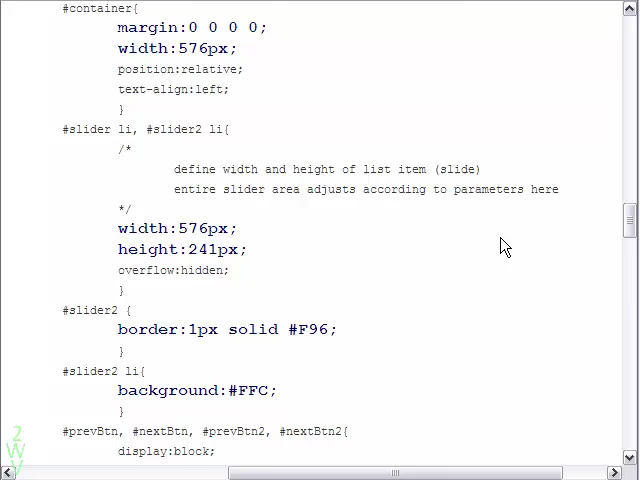 #container{
margin:0 0 0 0;
width:576px;
position:relative;
text-align:left;
}
#slider li, #slider2 li{
/*
define width and height of list item (slide)
entire slider area adjusts according to parameters here
*/
width:576px;
height:241px;
overflow:hidden;
}
#slider2 {
border:1px solid #F96;
}
#slider2 li{
background:#FFC;
}
#prevBtn, #nextBtn, #prevBtn2, #nextBtn2{
display:block;
2
W
V